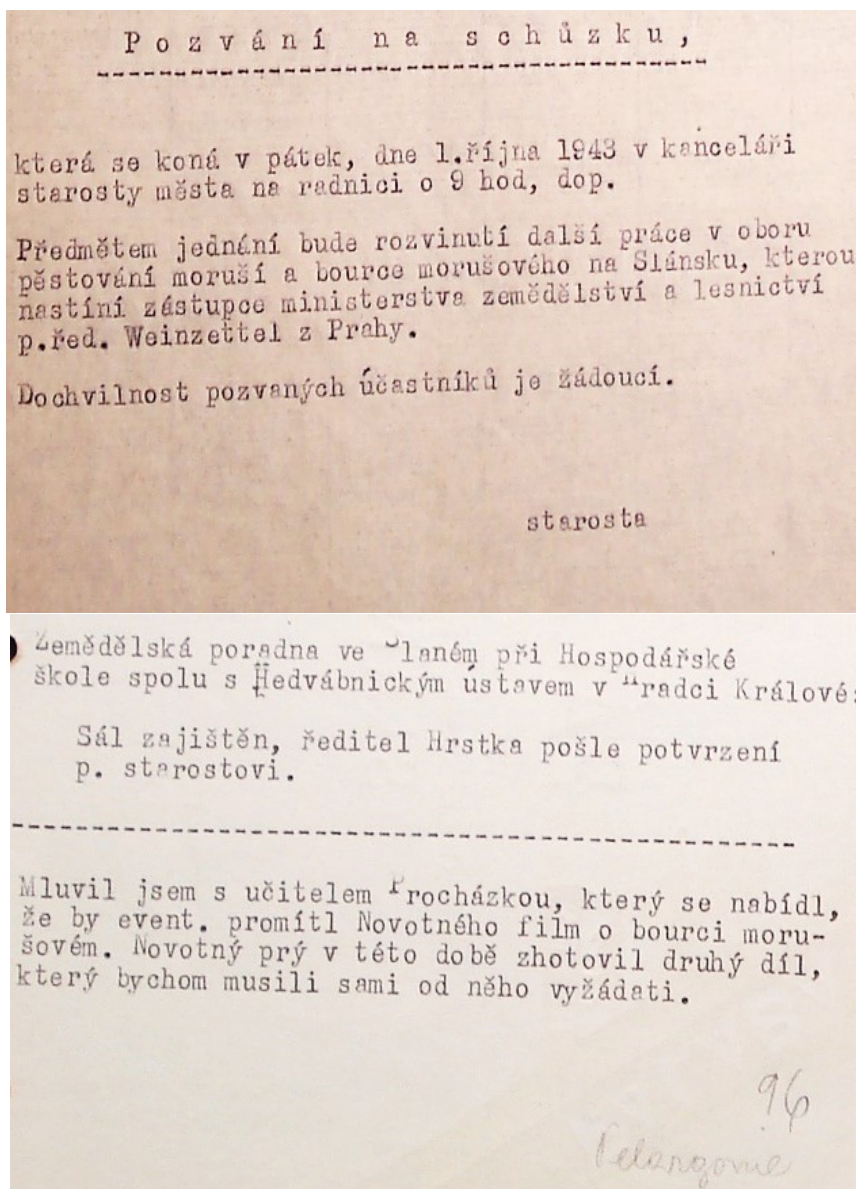 Pozvání na schůzku,
která se koná v pátek, dne 1.října 1943 v kanceláři
starosty města na radnici o 9 hod, dop.
Předmětem jednání bude rozvinutí další práce v oboru
pěstování moruší a bource morušového na Slánsku, kterou
nastíní zástupce ministerstva zemědělství a lesnictví
p.řed. Weinzettel z Prahy.
Dochvilnost pozvaných účastníků je žádoucí.
starosta
Zemědělská poradna ve Slaném při Hospodářské
škole spolu s Hedvábnickým ústavem v Hradci Králové:
Sál zajištěn, ředitel Hrstka pošle potvrzení
p. starostovi.
Mluvil jsem s učitelem Procházkou, který se nabídl,
že by event. promítl Novotného film o bourci moru-
šovém. Novotný prý v této době zhotovil druhý díl,
který bychom musili sami od něho vyžádati.
96